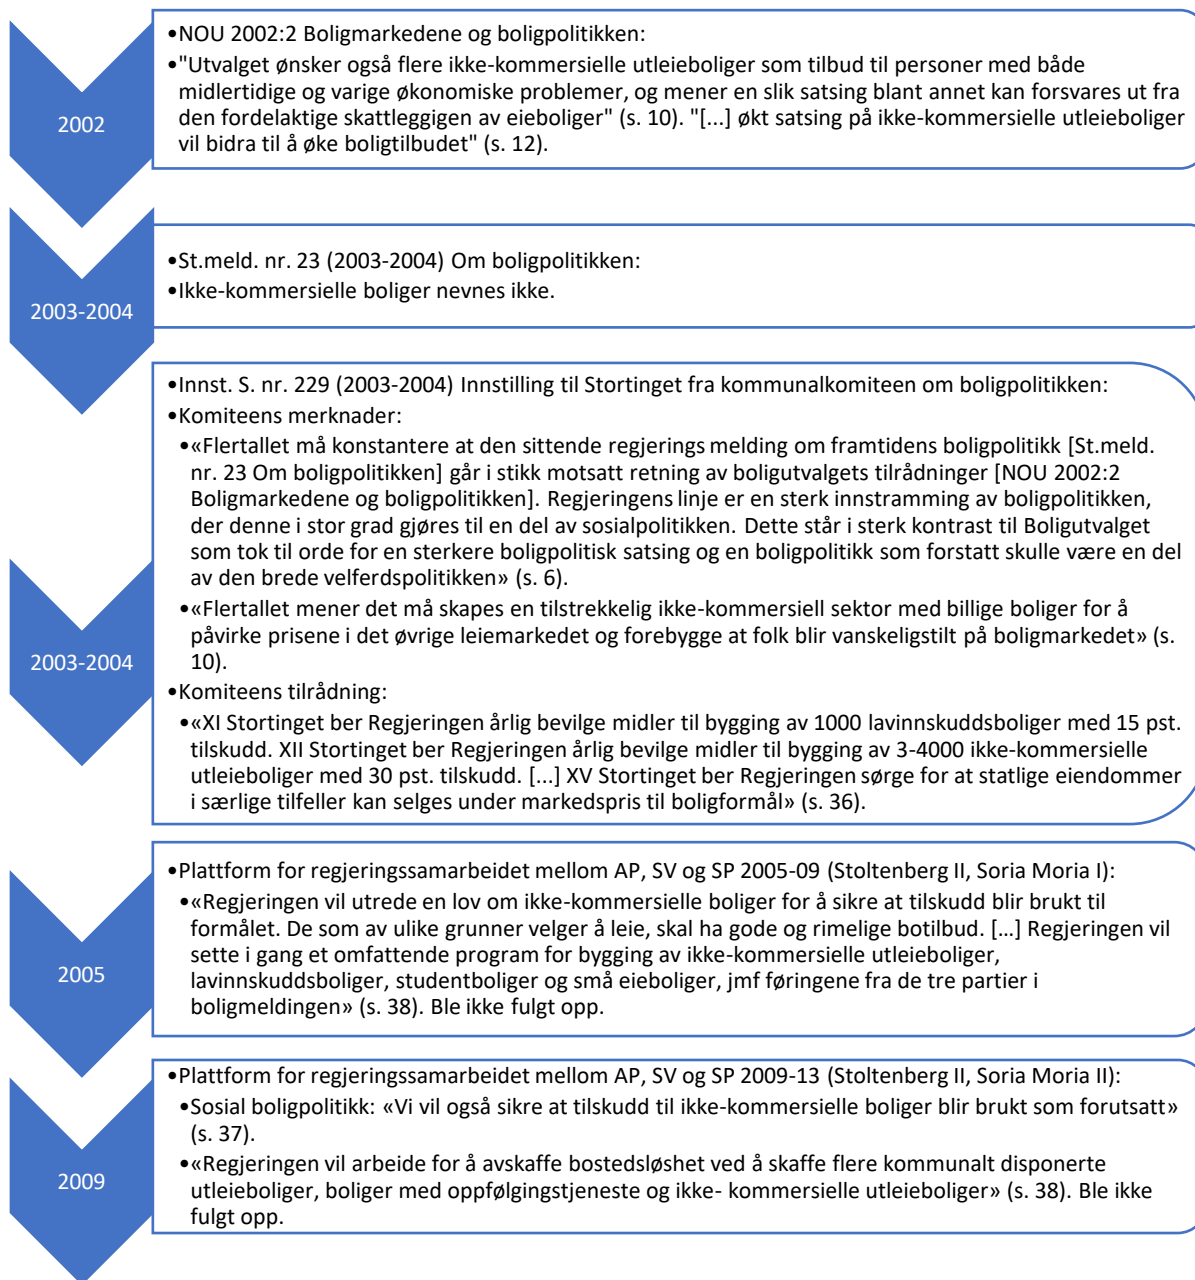 2002
•NOU 2002:2 Boligmarkedene og boligpolitikken:
•"Utvalget ønsker også flere ikke-kommersielle utleieboliger som tilbud til personer med både
midlertidige og varige økonomiske problemer, og mener en slik satsing blant annet kan forsvares ut fra
den fordelaktige skattleggigen av eieboliger" (s. 10). "[...] økt satsing på ikke-kommersielle utleieboliger
vil bidra til å øke boligtilbudet" (s. 12).
2003-2004
•St.meld. nr. 23 (2003-2004) Om boligpolitikken:
•Ikke-kommersielle boliger nevnes ikke.
2003-2004
•Innst. S. nr. 229 (2003-2004) Innstilling til Stortinget fra kommunalkomiteen om boligpolitikken:
•Komiteens merknader:
•«Flertallet må konstantere at den sittende regjerings melding om framtidens boligpolitikk [St.meld.
nr. 23 Om boligpolitikken] går i stikk motsatt retning av boligutvalgets tilrådninger [NOU 2002:2
Boligmarkedene og boligpolitikken]. Regjeringens linje er en sterk innstramming av boligpolitikken,
der denne i stor grad gjøres til en del av sosialpolitikken. Dette står i sterk kontrast til Boligutvalget
som tok til orde for en sterkere boligpolitisk satsing og en boligpolitikk som forstatt skulle være en del
av den brede velferdspolitikken» (s. 6).
•«Flertallet mener det må skapes en tilstrekkelig ikke-kommersiell sektor med billige boliger for å
påvirke prisene i det øvrige leiemarkedet og forebygge at folk blir vanskeligstilt på boligmarkedet» (s.
10).
•Komiteens tilrådning:
•«XI Stortinget ber Regjeringen årlig bevilge midler til bygging av 1000 lavinnskuddsboliger med 15 pst.
tilskudd. XII Stortinget ber Regjeringen årlig bevilge midler til bygging av 3-4000 ikke-kommersielle
utleieboliger med 30 pst. tilskudd. [...] XV Stortinget ber Regjeringen sørge for at statlige eiendommer
i særlige tilfeller kan selges under markedspris til boligformål» (s. 36).
2005
•Plattform for regjeringssamarbeidet mellom AP, SV og SP 2005-09 (Stoltenberg II, Soria Moria I):
•«Regjeringen vil utrede en lov om ikke-kommersielle boliger for å sikre at tilskudd blir brukt til
formålet. De som av ulike grunner velger å leie, skal ha gode og rimelige botilbud. […] Regjeringen vil
sette i gang et omfattende program for bygging av ikke-kommersielle utleieboliger,
lavinnskuddsboliger, studentboliger og små eieboliger, jmf føringene fra de tre partier i
boligmeldingen» (s. 38). Ble ikke fulgt opp.
2009
•Plattform for regjeringssamarbeidet mellom AP, SV og SP 2009-13 (Stoltenberg II, Soria Moria II):
•Sosial boligpolitikk: «Vi vil også sikre at tilskudd til ikke-kommersielle boliger blir brukt som forutsatt»
(s. 37).
•«Regjeringen vil arbeide for å avskaffe bostedsløshet ved å skaffe flere kommunalt disponerte
utleieboliger, boliger med oppfølgingstjeneste og ikke- kommersielle utleieboliger» (s. 38). Ble ikke
fulgt opp.